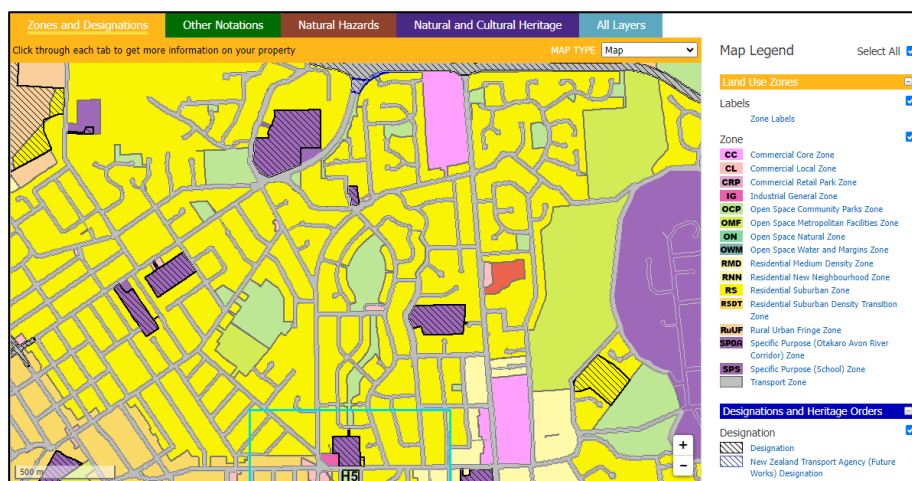 Zones and Designations
Other Notations
Natural Hazards
Natural and Cultural Heritage
All Layers
Click through each tab to get more information on your property
MAP TYPE Map
Map Legend Select All
Land Use Zones
Labels
Zone Labels
Zone
CC Commercial Core Zone
CL Commercial Local Zone
CRP Commercial Retail Park Zone
IG Industrial General Zone
OCP Open Space Community Parks Zone
OMF Open Space Metropolitan Facilities Zone
ON Open Space Natural Zone
OWM Open Space Water and Margins Zone
RMD Residential Medium Density Zone
RNN Residential New Neighbourhood Zone
RS Residential Suburban Zone
RSDT Residential Suburban Density Transition
Zone
RuUF Rural Urban Fringe Zone
SPOA Specific Purpose (Otakaro Avon River
Corridor) Zone
SPS Specific Purpose (School) Zone
Transport Zone
Designations and Heritage Orders
Designation
Designation
New Zealand Transport Agency (Future
Works) Designation
+
−
500 m
H5